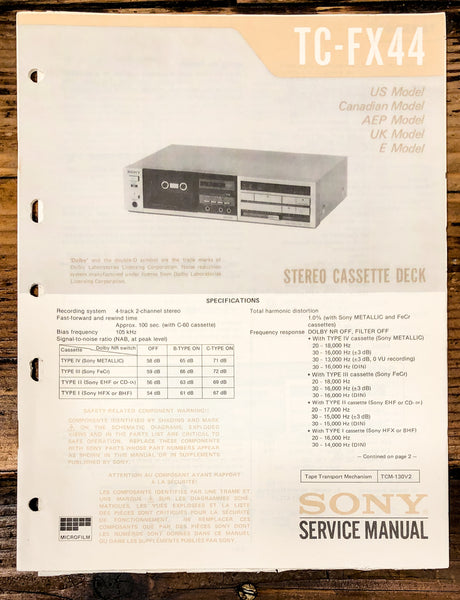 TC-FX44
US Model
Canadian Model
AEP Model
UK Model
E Model
SONY
'Dolby' and the double-D symbol are the trade marks of
Dolby Laboratories Licensing Corporation. Noise reduction
system manufactured under license from Dolby Laboratories
Licensing Corporation.
STEREO CASSETTE DECK
SPECIFICATIONS
Recording system 4-track 2-channel stereo
Fast-forward and rewind time
Approx. 100 sec. (with C-60 cassette)
Bias frequency 105 kHz
Signal-to-noise ratio (NAB, at peak level)
Cassette Dolby NR switch OFF B-TYPE ON C-TYPE ON
TYPE IV (Sony METALLIC) 58 dB 65 dB 71 dB
TYPE III (Sony FeCr) 59 dB 66 dB 72 dB
TYPE II (Sony EHF or CD-α) 56 dB 63 dB 69 dB
TYPE I (Sony HFX or BHF) 54 dB 61 dB 67 dB
SAFETY-RELATED COMPONENT WARNING!!
COMPONENTS IDENTIFIED BY SHADING AND MARK
⚠ ON THE SCHEMATIC DIAGRAMS, EXPLODED
VIEWS AND IN THE PARTS LIST ARE CRITICAL TO
SAFE OPERATION. REPLACE THESE COMPONENTS
WITH SONY PARTS WHOSE PART NUMBERS APPEAR
AS SHOWN IN THIS MANUAL OR IN SUPPLEMENTS
PUBLISHED BY SONY.
ATTENTION AU COMPOSANT AYANT RAPPORT
À LA SÉCURITÉ!
LES COMPOSANTS IDENTIFIÉS PAR UNE TRAME ET
UNE MARQUE ⚠ SUR LES DIAGRAMMES SCHÉ-
MATIQUES, LES VUES EXPLOSÉES ET LA LISTE
DES PIÈCES SONT CRITIQUES POUR LA SÉCURITÉ
DE FONCTIONNEMENT. NE REMPLACER CES
COMPOSANTS QUE PAR DES PIÈCES SONY DONT
LES NUMÉROS SONT DONNÉS DANS CE MANUEL OU
DANS LES SUPPLÉMENTS PUBLIÉS PAR SONY.
MICROFILM
Total harmonic distortion
1.0% (with Sony METALLIC and FeCr
cassettes)
Frequency response DOLBY NR OFF, FILTER OFF
• With TYPE IV cassette (Sony METALLIC)
20 - 18,000 Hz
30 - 16,000 Hz (±3 dB)
30 - 13,000 Hz (±3 dB, 0 VU recording)
30 - 16,000 Hz (DIN)
• With TYPE III cassette (Sony FeCr)
20 - 18,000 Hz
30 - 16,000 Hz (±3 dB)
30 - 16,000 Hz (DIN)
• With TYPE II cassette (Sony EHF or CD-α)
20 - 17,000 Hz
30 - 15,000 Hz (±3 dB)
30 - 15,000 Hz (DIN)
• With TYPE I cassette (Sony HFX or BHF)
20 - 16,000 Hz
30 - 14,000 Hz (DIN)
– Contined on page 2 –
Tape Transport Mechanism TCM-130V2
SONY
SERVICE MANUAL